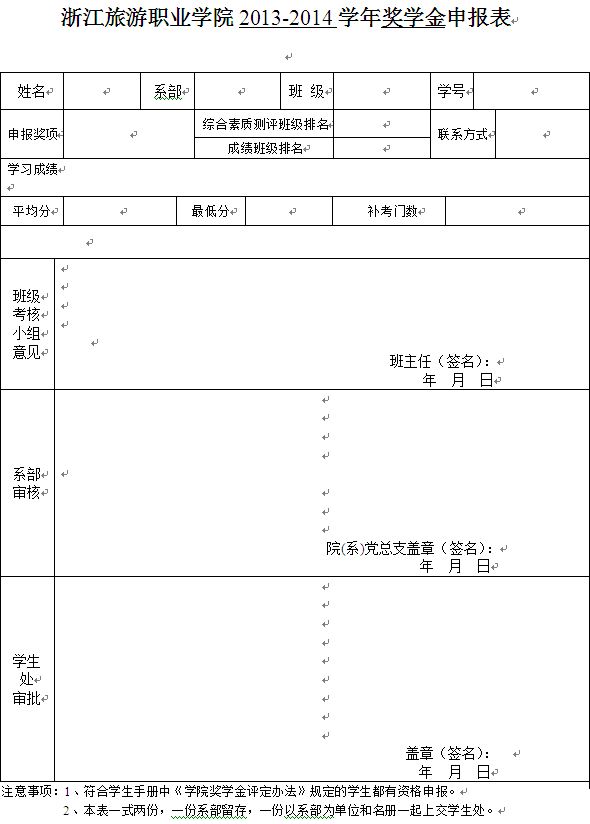 浙江旅游职业学院 2013-2014 学年奖学金申报表
姓名 系部 班 级 学号
申报奖项 综合素质测评班级排名 联系方式
成绩班级排名
学习成绩
平均分 最低分 补考门数
班级
考核
小组
意见
班主任（签名）：
年 月 日
系部
审核
院(系)党总支盖章（签名）：
年 月 日
学生
处
审批
盖章（签名）：
年 月 日
注意事项：1、符合学生手册中《学院奖学金评定办法》规定的学生都有资格申报。
2、本表一式两份，一份系部留存，一份以系部为单位和名册一起上交学生处。